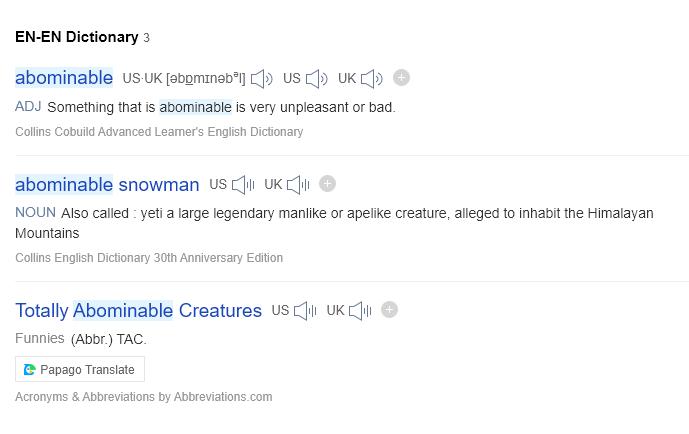 EN-EN Dictionary 3
abominable US·UK [əbɒmɪnəbᵊl] US UK
ADJ Something that is abominable is very unpleasant or bad.
Collins Cobuild Advanced Learner's English Dictionary
abominable snowman US UK
NOUN Also called : yeti a large legendary manlike or apelike creature, alleged to inhabit the Himalayan
Mountains
Collins English Dictionary 30th Anniversary Edition
Totally Abominable Creatures US UK
Funnies (Abbr.) TAC.
Papago Translate
Acronyms & Abbreviations by Abbreviations.com